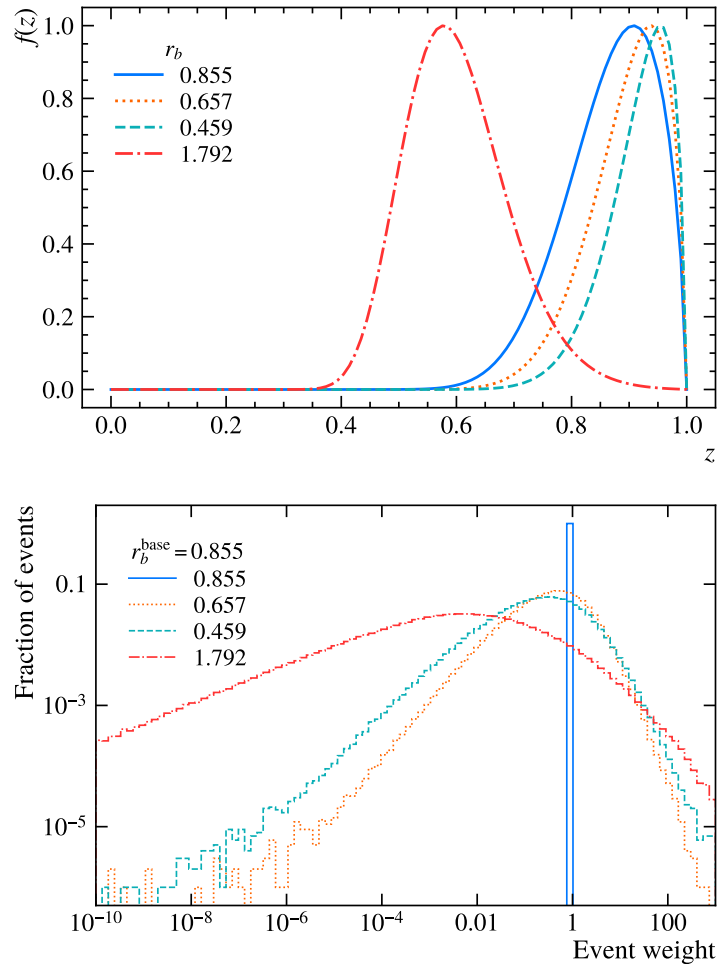 f(z)
1.0
0.8
0.6
0.4
0.2
0.0
r_b
0.855
0.657
0.459
1.792
0.0 0.2 0.4 0.6 0.8 1.0
z
Fraction of events
0.1
10⁻³
10⁻⁵
r_b^base = 0.855
0.855
0.657
0.459
1.792
10⁻¹⁰ 10⁻⁸ 10⁻⁶ 10⁻⁴ 0.01 1 100
Event weight